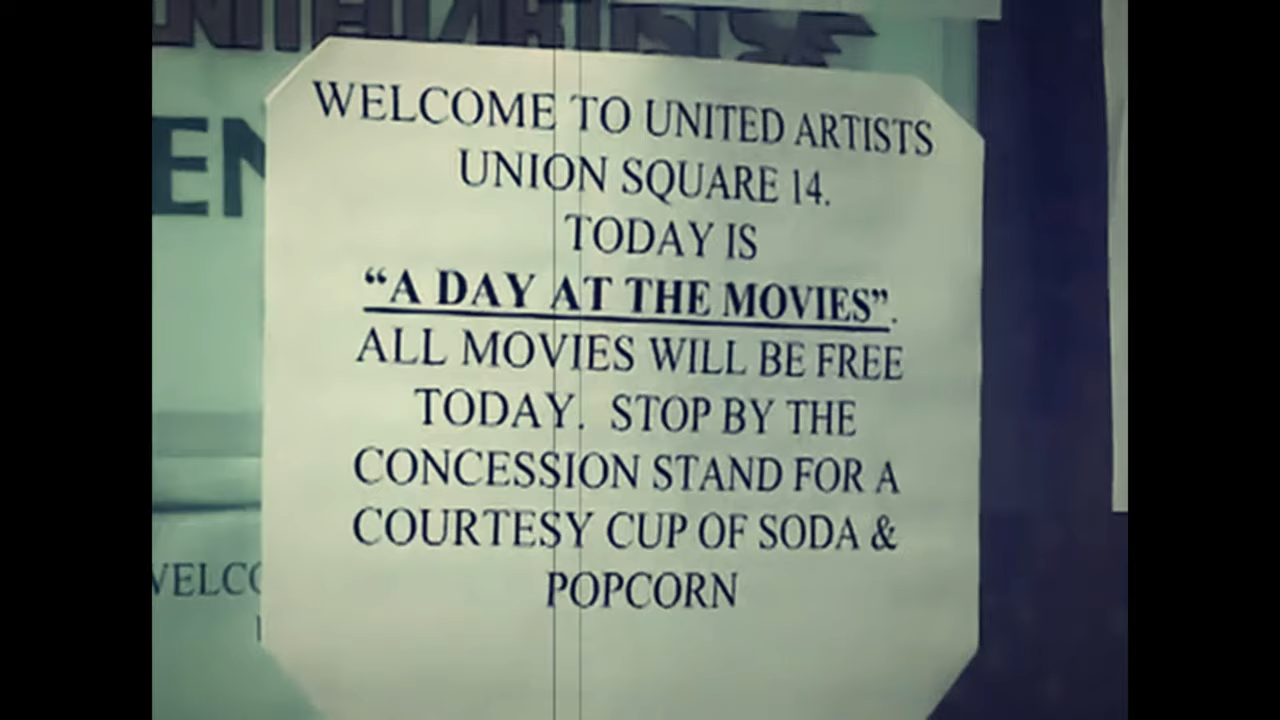 EN
WELCOME TO UNITED ARTISTS
UNION SQUARE 14.
TODAY IS
“A DAY AT THE MOVIES”.
ALL MOVIES WILL BE FREE
TODAY. STOP BY THE
CONCESSION STAND FOR A
COURTESY CUP OF SODA &
POPCORN